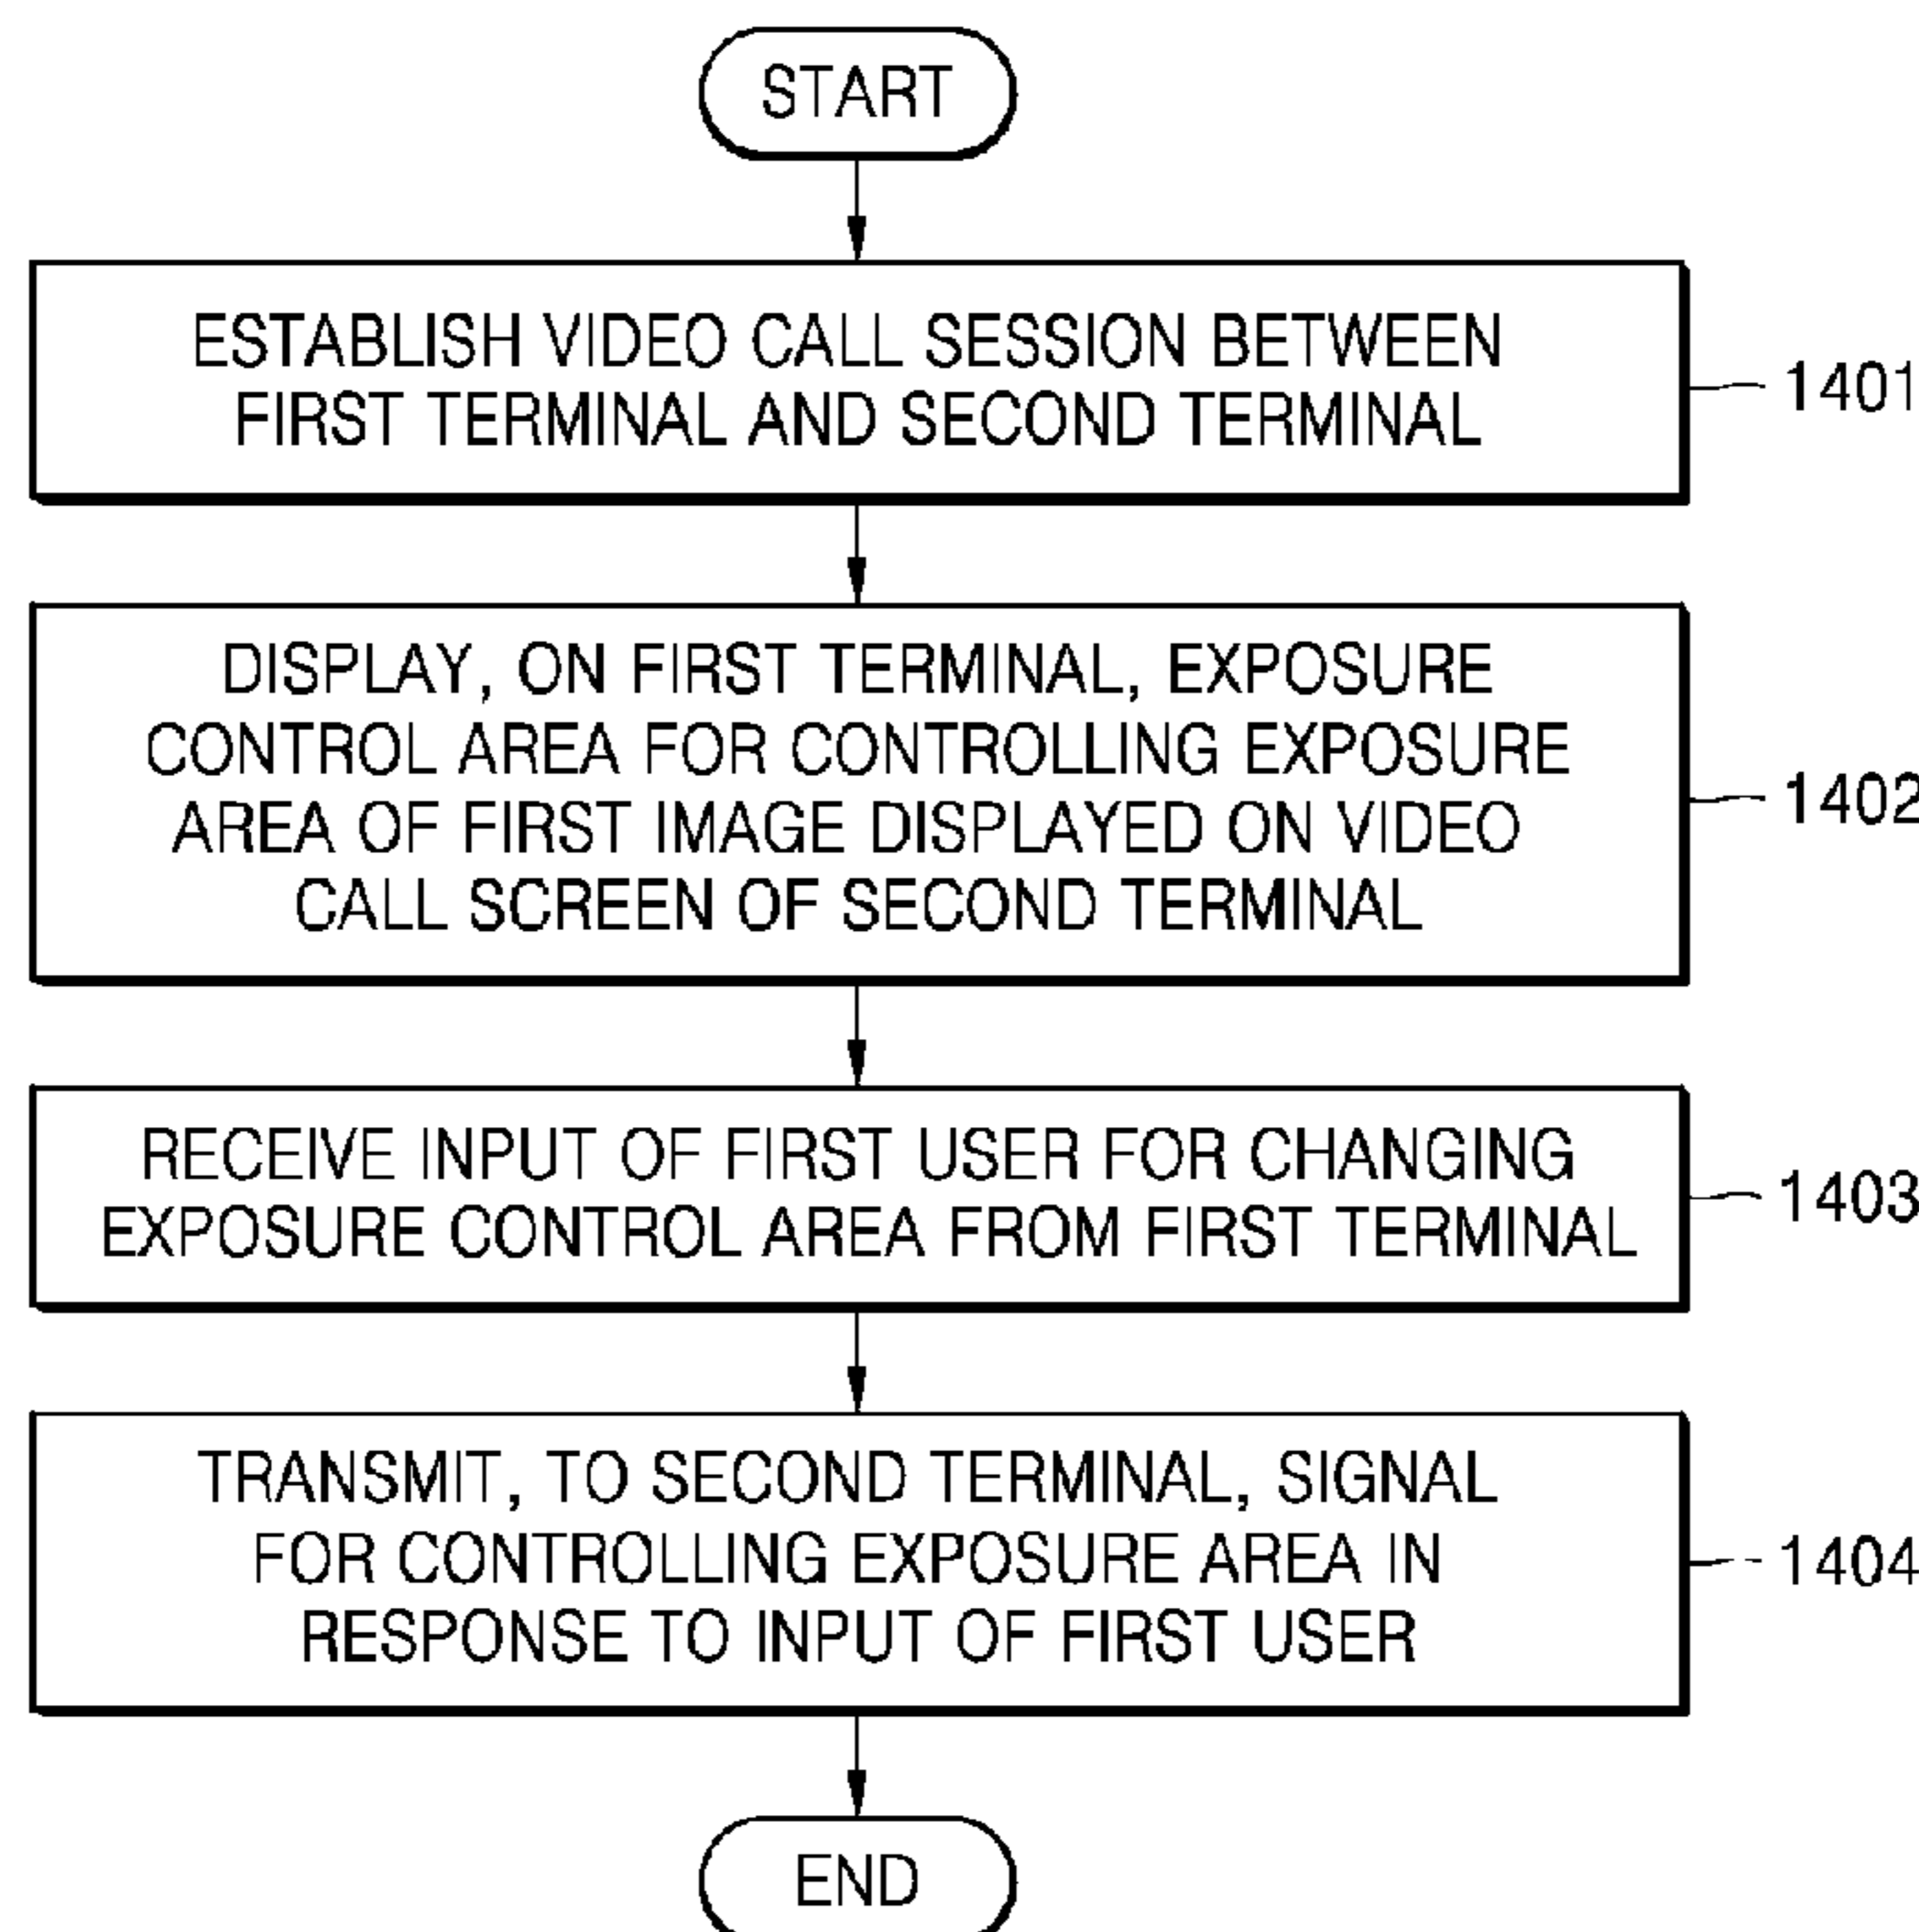 START
ESTABLISH VIDEO CALL SESSION BETWEEN
FIRST TERMINAL AND SECOND TERMINAL
1401
DISPLAY, ON FIRST TERMINAL, EXPOSURE
CONTROL AREA FOR CONTROLLING EXPOSURE
AREA OF FIRST IMAGE DISPLAYED ON VIDEO
CALL SCREEN OF SECOND TERMINAL
1402
RECEIVE INPUT OF FIRST USER FOR CHANGING
EXPOSURE CONTROL AREA FROM FIRST TERMINAL
1403
TRANSMIT, TO SECOND TERMINAL, SIGNAL
FOR CONTROLLING EXPOSURE AREA IN
RESPONSE TO INPUT OF FIRST USER
1404
END